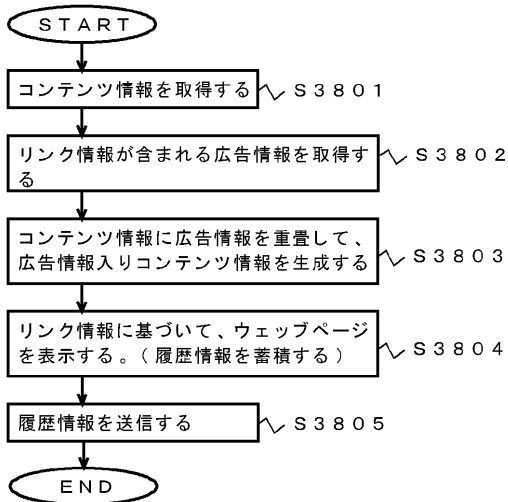 START
コンテンツ情報を取得する
S3801
リンク情報が含まれる広告情報を取得す
る
S3802
コンテンツ情報に広告情報を重畳して、
広告情報入りコンテンツ情報を生成する
S3803
リンク情報に基づいて、ウェッブページ
を表示する。(履歴情報を蓄積する)
S3804
履歴情報を送信する
S3805
END